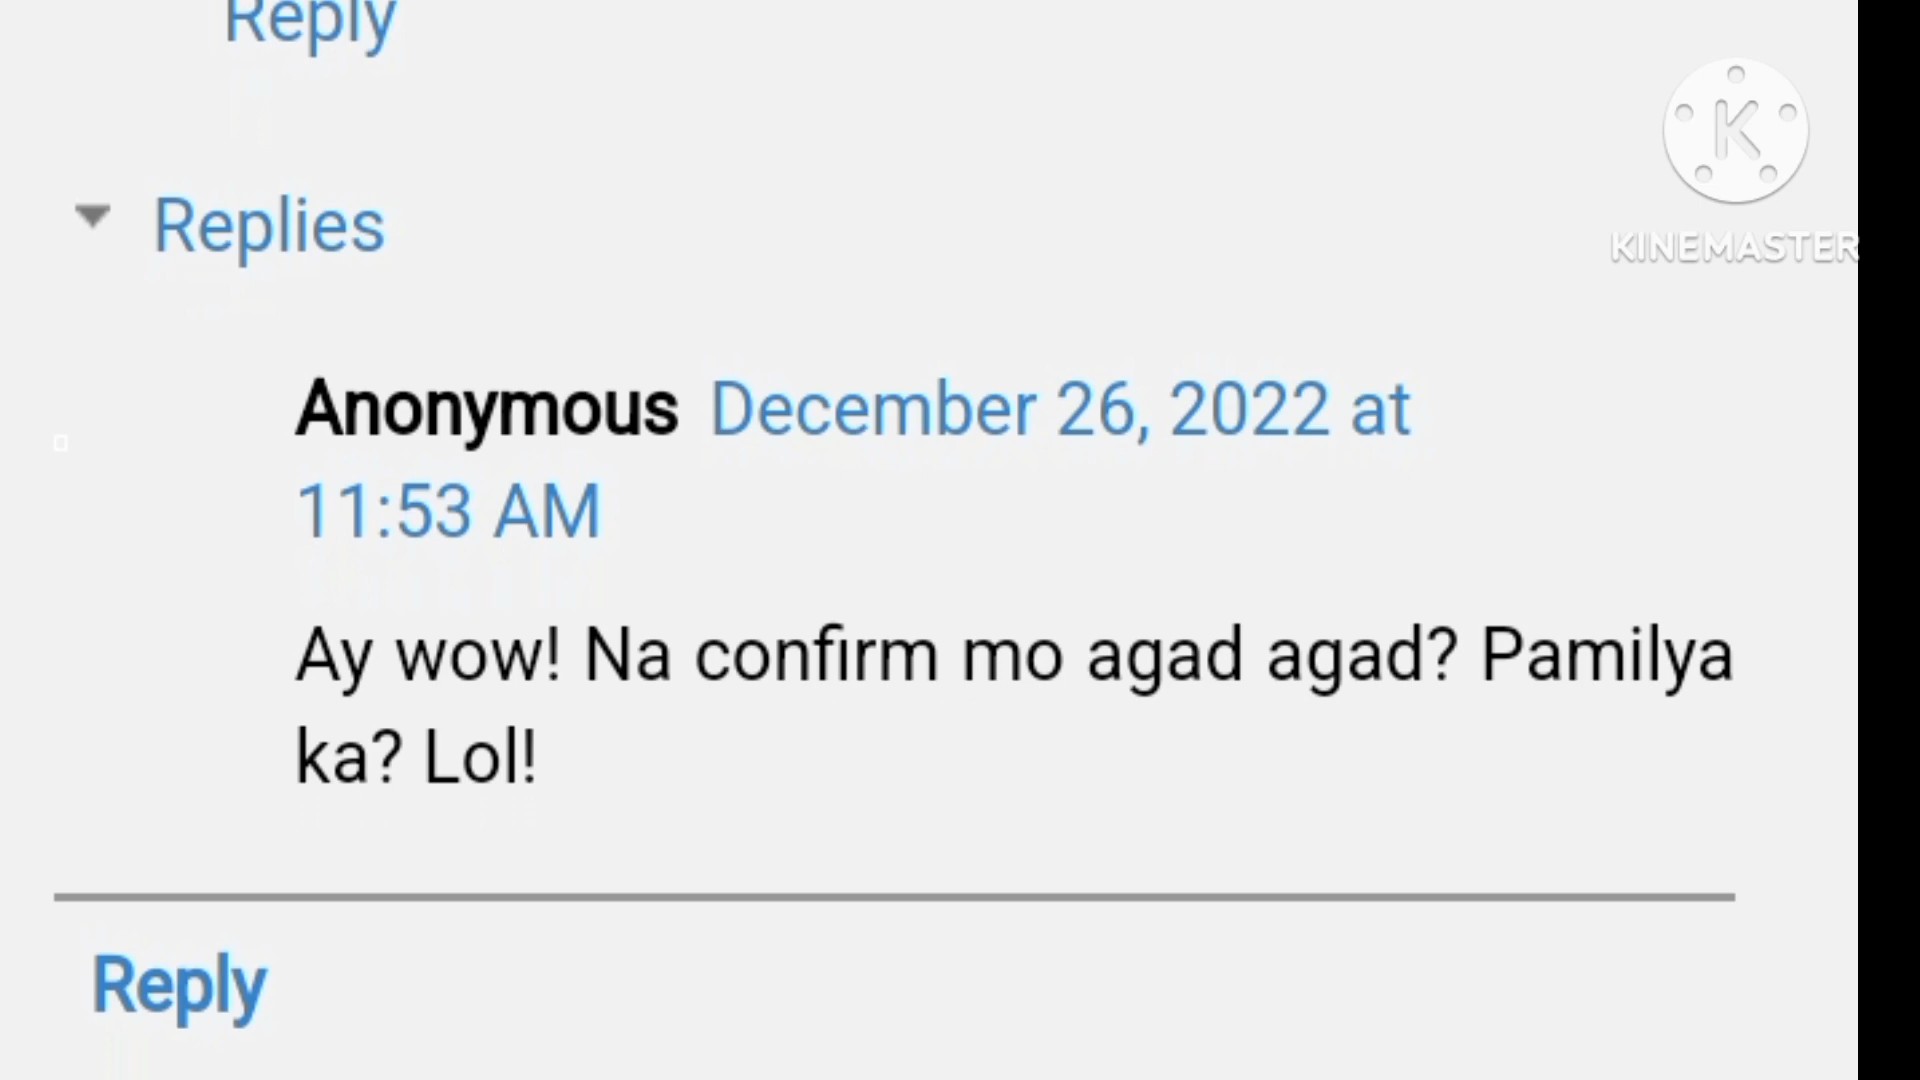 Reply
K
KINEMASTER
Replies
Anonymous December 26, 2022 at
11:53 AM
Ay wow! Na confirm mo agad agad? Pamilya
ka? Lol!
Reply